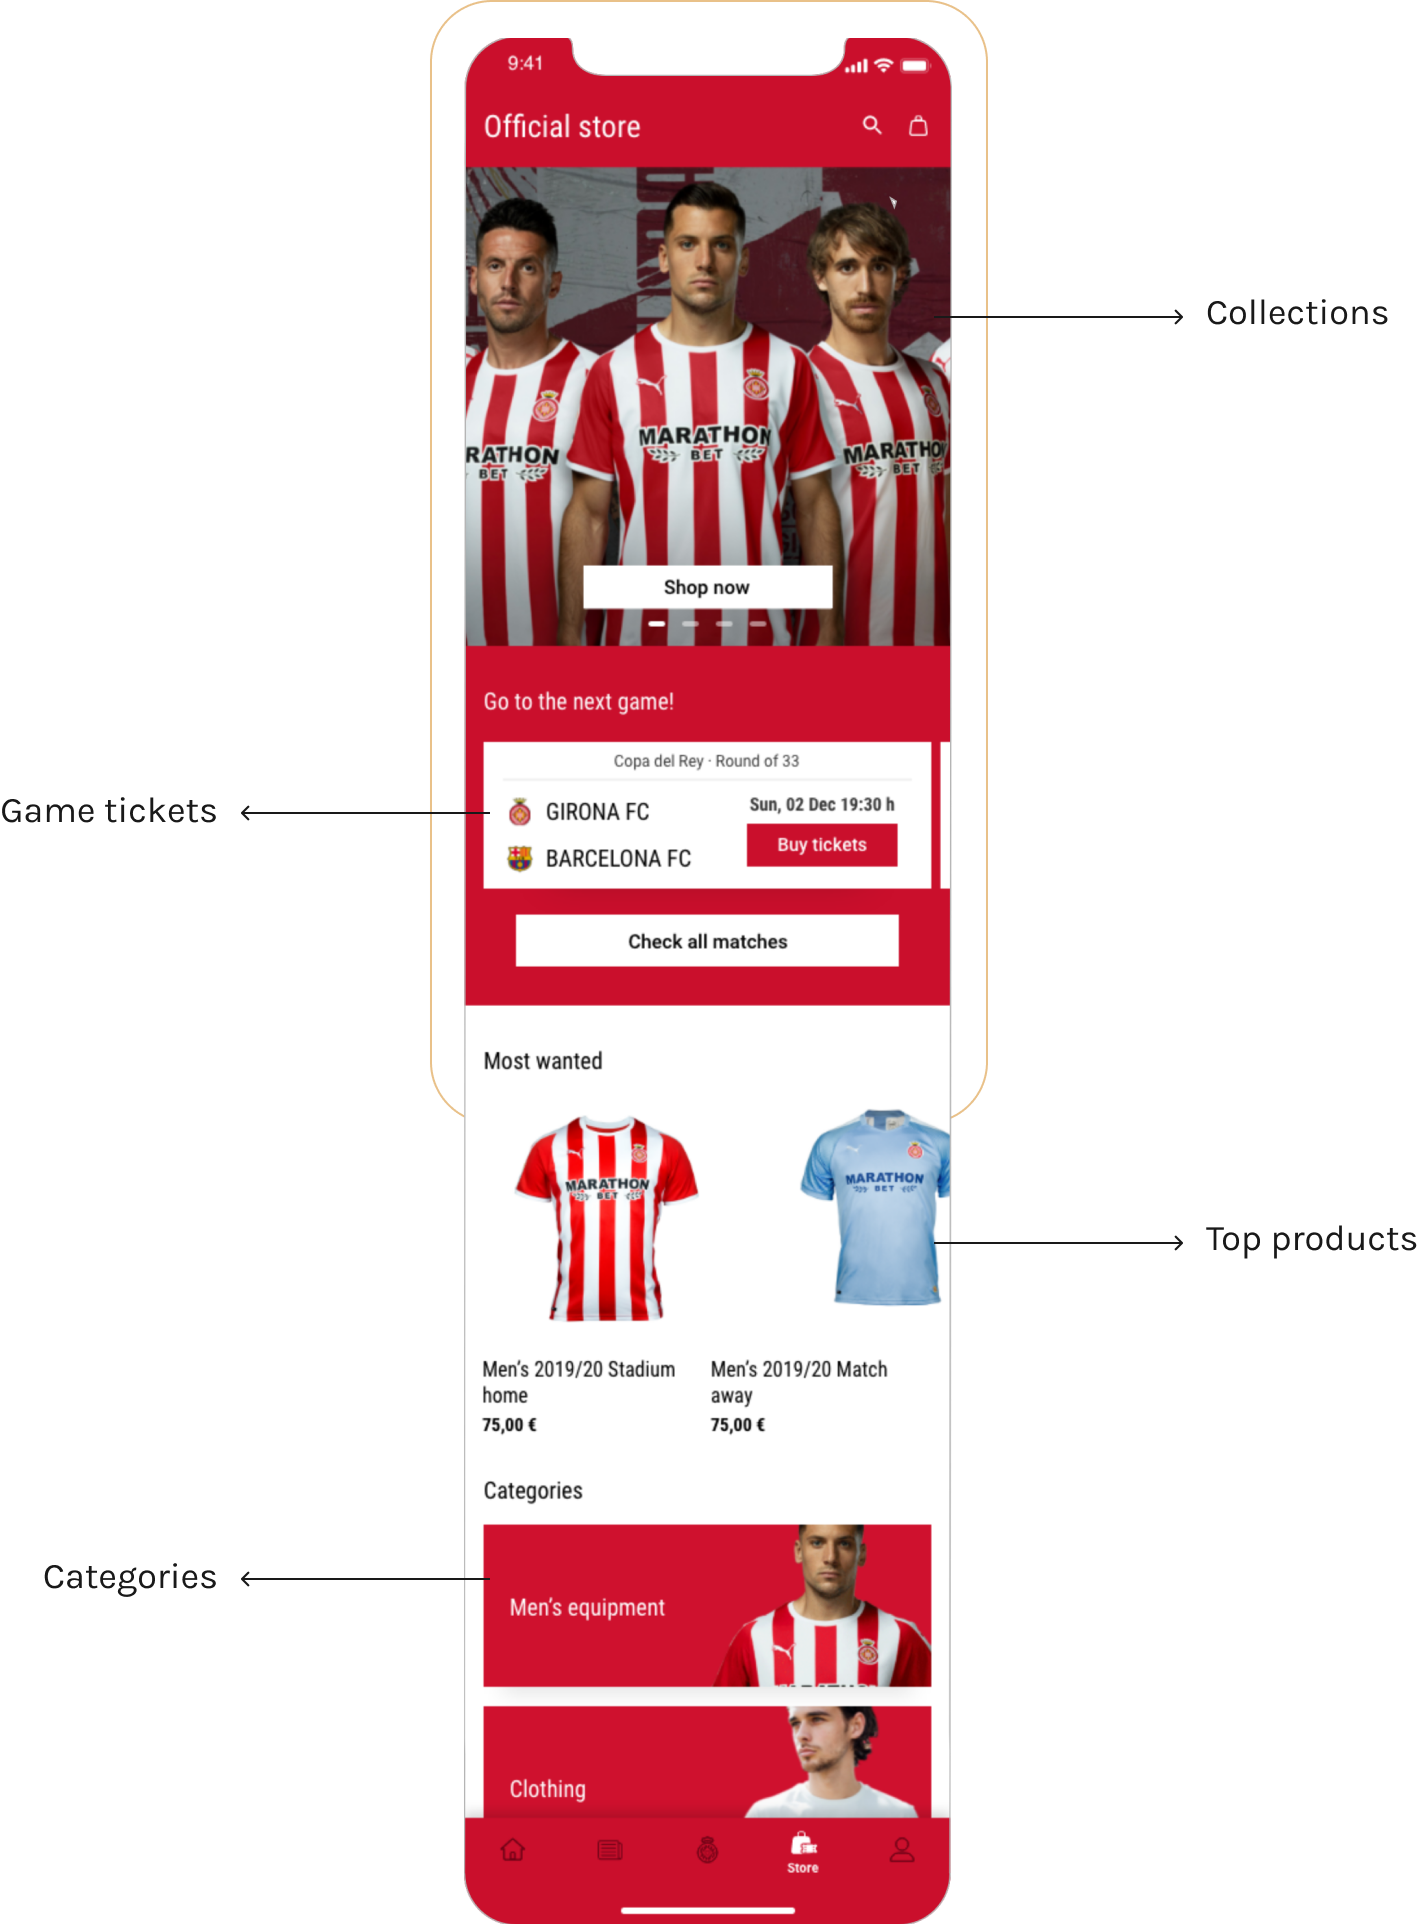 9:41
Official store
Collections
MARATHON
BET
RATHON
BET
MARATHO
BET
Shop now
Go to the next game!
Copa del Rey · Round of 33
Game tickets
GIRONA FC
Sun, 02 Dec 19:30 h
Buy tickets
BARCELONA FC
Check all matches
Most wanted
MARATHON
BET
MARATHON
BET
Top products
Men’s 2019/20 Stadium
home
75,00 €
Men’s 2019/20 Match
away
75,00 €
Categories
Categories
Men’s equipment
Clothing
Store